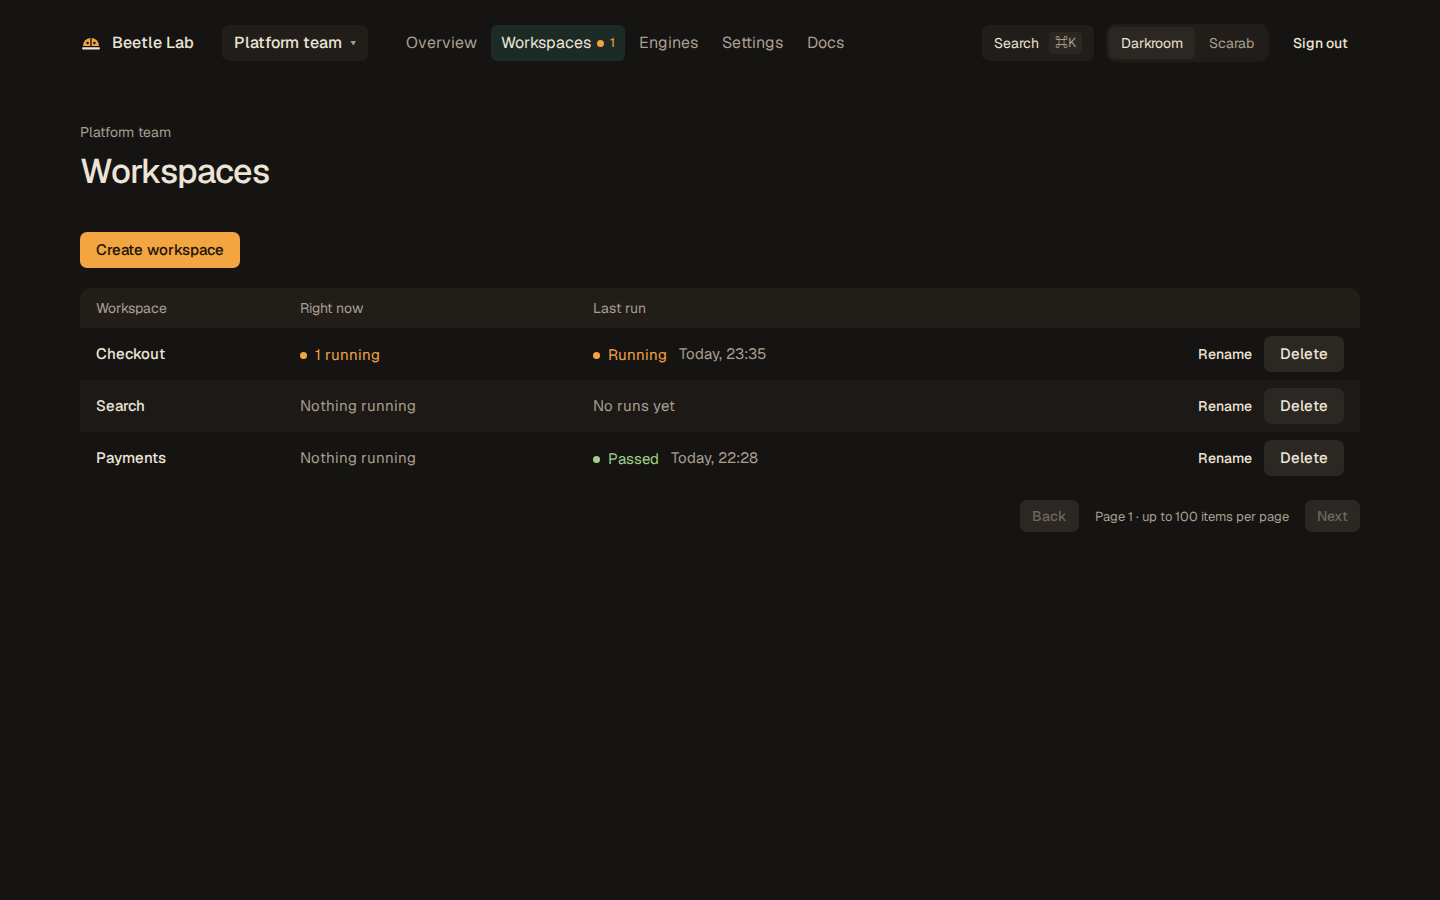 Beetle Lab Platform team Overview Workspaces 1 Engines Settings Docs Search ⌘K Darkroom Scarab Sign out
Platform team
Workspaces
Create workspace
Workspace Right now Last run
Checkout 1 running Running Today, 23:35 Rename Delete
Search Nothing running No runs yet Rename Delete
Payments Nothing running Passed Today, 22:28 Rename Delete
Back Page 1 · up to 100 items per page Next